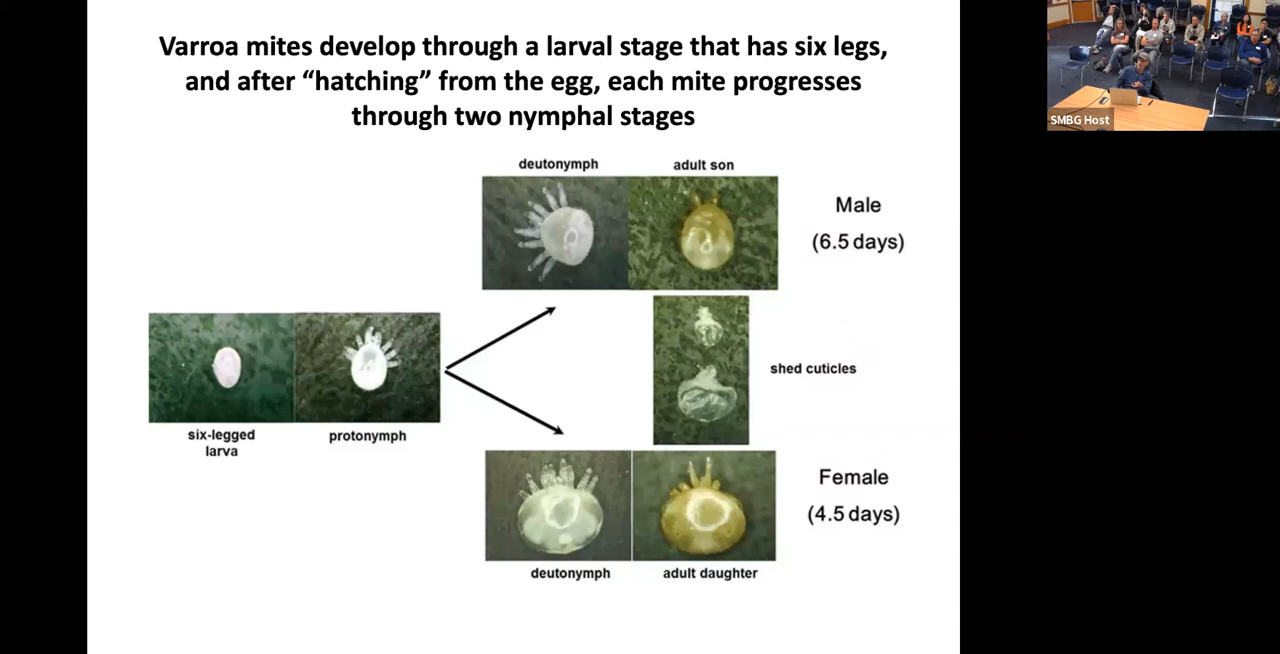 Varroa mites develop through a larval stage that has six legs,
and after “hatching” from the egg, each mite progresses
through two nymphal stages
deutonymph
adult son
Male
(6.5 days)
six-legged
larva
protonymph
shed cuticles
Female
(4.5 days)
deutonymph
adult daughter
SMBG Host